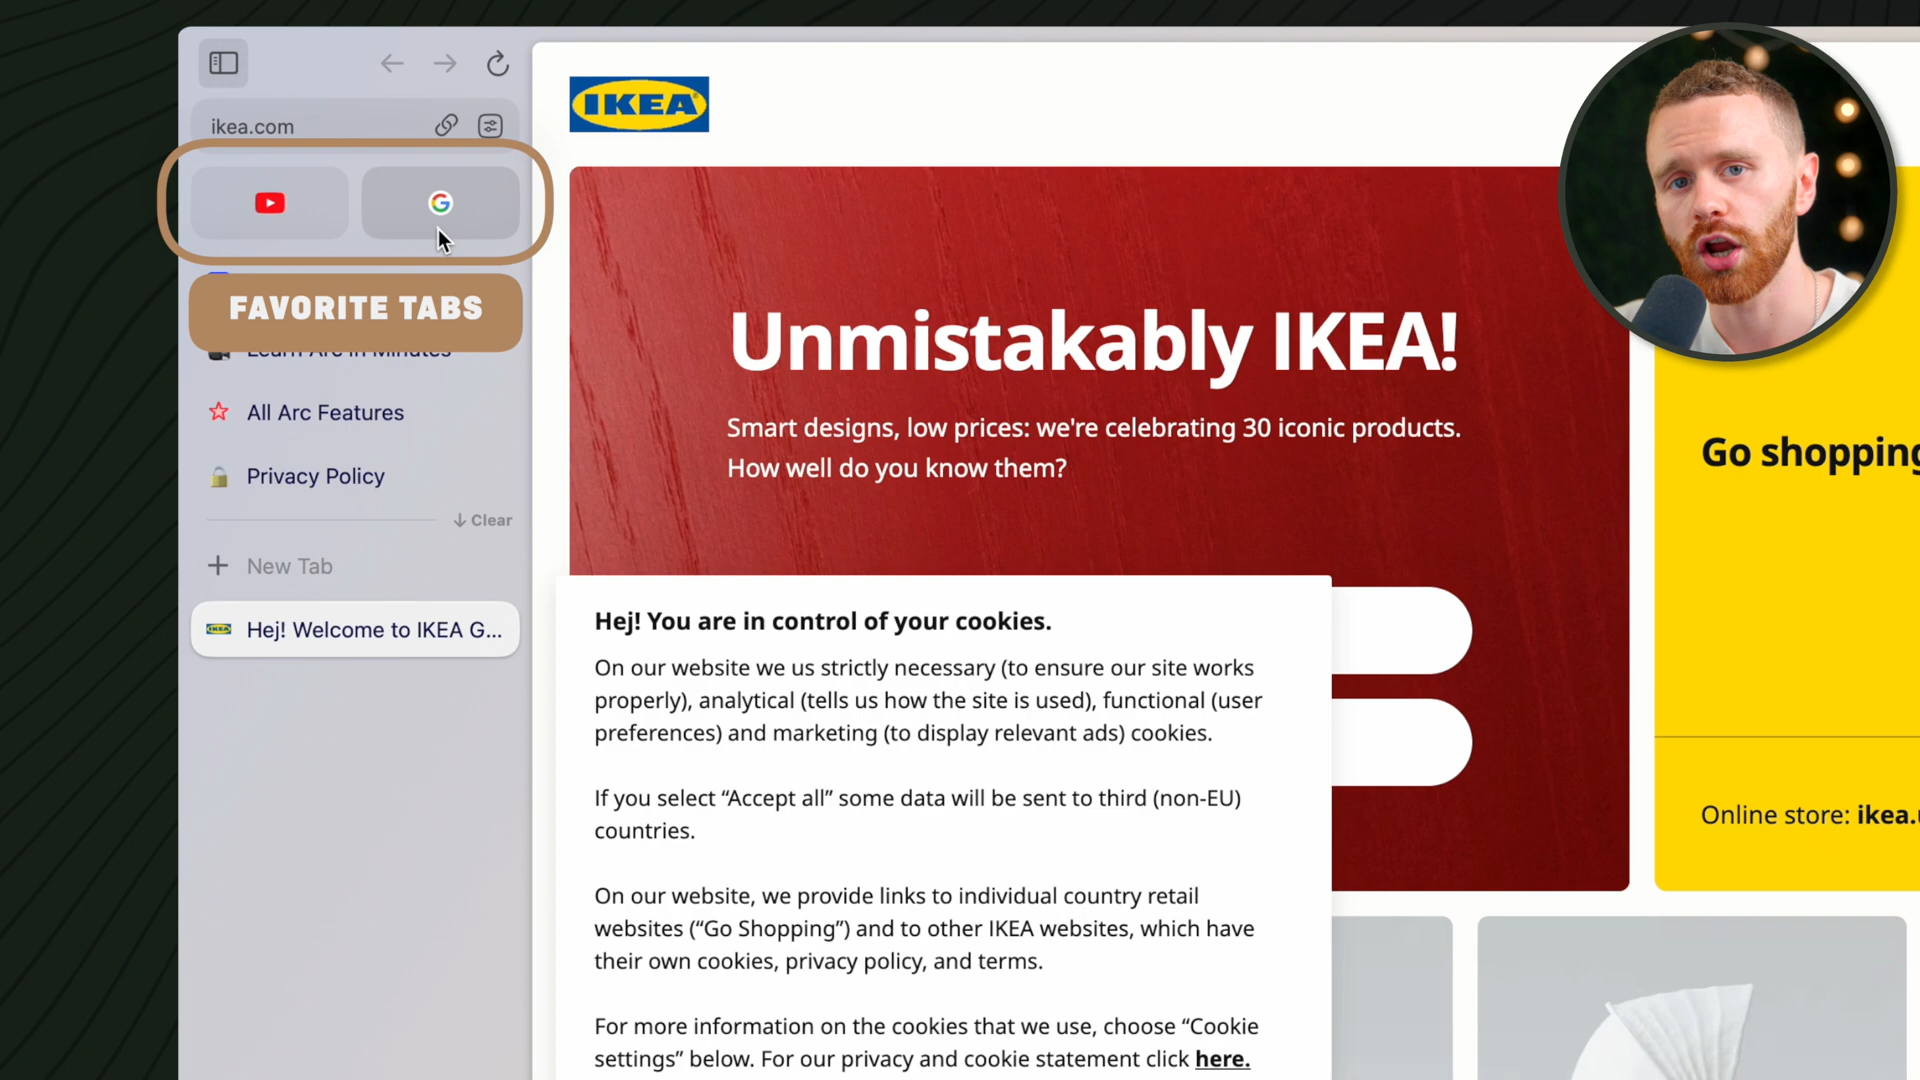 ikea.com
FAVORITE TABS
Learn Arc in Minutes
All Arc Features
Privacy Policy
Clear
New Tab
IKEA
Hej! Welcome to IKEA G...
IKEA
Unmistakably IKEA!
Smart designs, low prices: we're celebrating 30 iconic products.
How well do you know them?
Go shopping
Online store: ikea.
Hej! You are in control of your cookies.
On our website we us strictly necessary (to ensure our site works
properly), analytical (tells us how the site is used), functional (user
preferences) and marketing (to display relevant ads) cookies.
If you select “Accept all” some data will be sent to third (non-EU)
countries.
On our website, we provide links to individual country retail
websites (“Go Shopping”) and to other IKEA websites, which have
their own cookies, privacy policy, and terms.
For more information on the cookies that we use, choose “Cookie
settings” below. For our privacy and cookie statement click here.